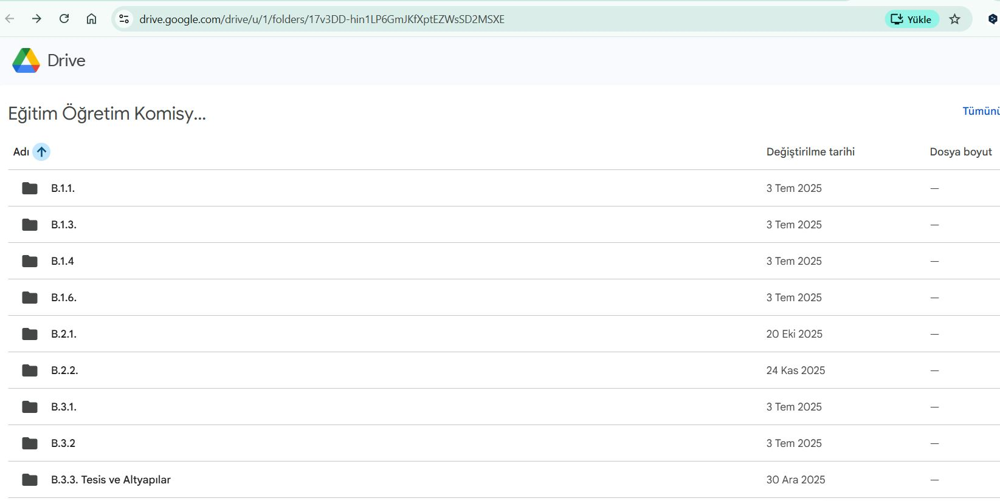 drive.google.com/drive/u/1/folders/17v3DD-hin1LP6GmJKfXptEZWsSD2MSXE
Yükle
Drive
Eğitim Öğretim Komisy...
Tümünü
Adı
Değiştirilme tarihi
Dosya boyut
B.1.1.
3 Tem 2025
—
B.1.3.
3 Tem 2025
—
B.1.4
3 Tem 2025
—
B.1.6.
3 Tem 2025
—
B.2.1.
20 Eki 2025
—
B.2.2.
24 Kas 2025
—
B.3.1.
3 Tem 2025
—
B.3.2
3 Tem 2025
—
B.3.3. Tesis ve Altyapılar
30 Ara 2025
—